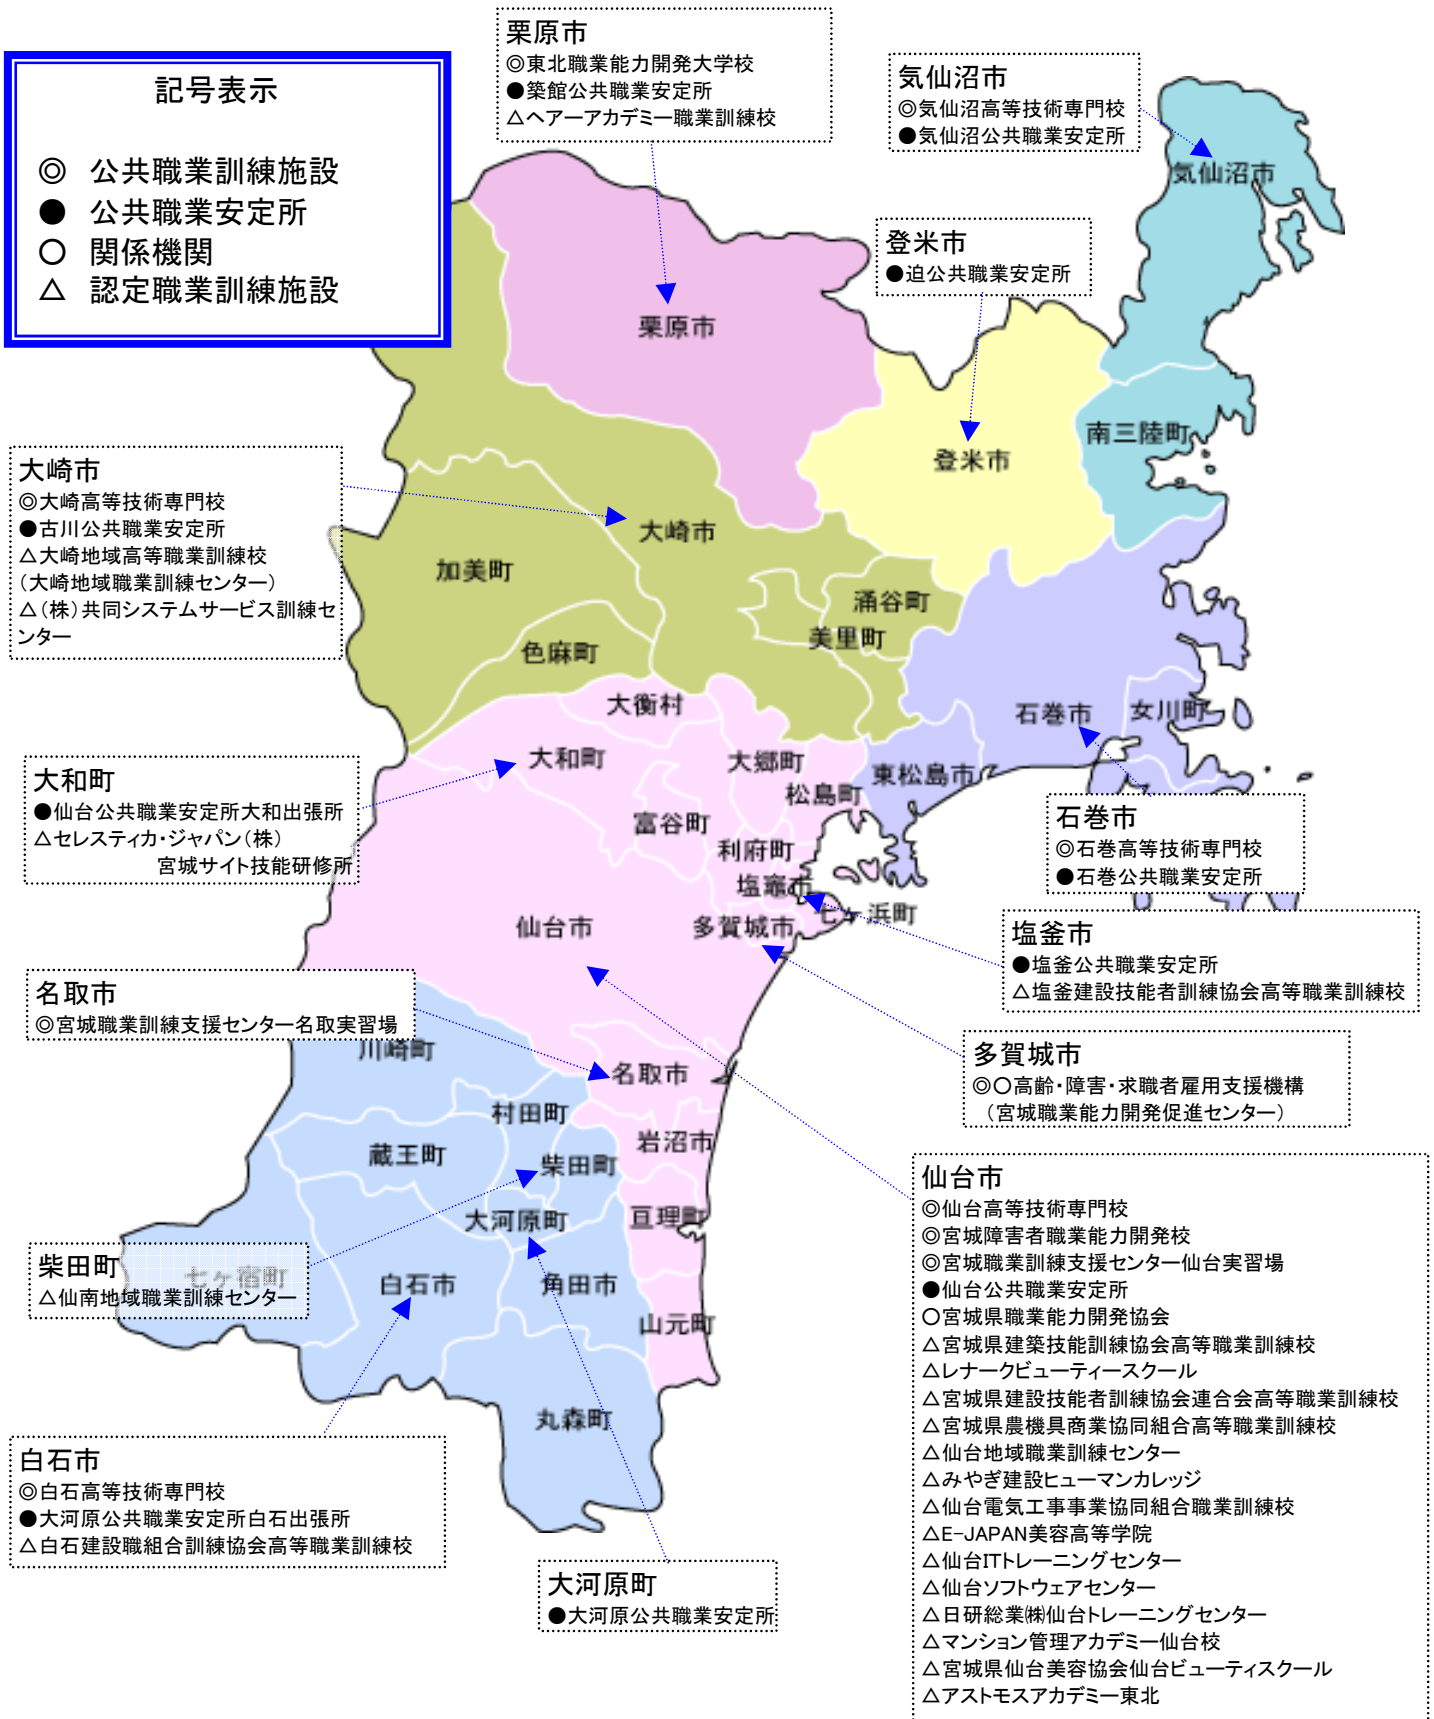 記号表示
◎ 公共職業訓練施設
● 公共職業安定所
○ 関係機関
△ 認定職業訓練施設
栗原市
◎東北職業能力開発大学校
●築館公共職業安定所
△ヘアーアカデミー職業訓練校
気仙沼市
◎気仙沼高等技術専門校
●気仙沼公共職業安定所
登米市
●迫公共職業安定所
大崎市
◎大崎高等技術専門校
●古川公共職業安定所
△大崎地域高等職業訓練校
（大崎地域職業訓練センター）
△（株）共同システムサービス訓練セ
ンター
大和町
●仙台公共職業安定所大和出張所
△セレスティカ・ジャパン（株）
宮城サイト技能研修所
石巻市
◎石巻高等技術専門校
●石巻公共職業安定所
塩釜市
●塩釜公共職業安定所
△塩釜建設技能者訓練協会高等職業訓練校
名取市
◎宮城職業訓練支援センター名取実習場
多賀城市
◎○高齢・障害・求職者雇用支援機構
（宮城職業能力開発促進センター）
仙台市
◎仙台高等技術専門校
◎宮城障害者職業能力開発校
◎宮城職業訓練支援センター仙台実習場
●仙台公共職業安定所
○宮城県職業能力開発協会
△宮城県建築技能訓練協会高等職業訓練校
△レナークビューティースクール
△宮城県建設技能者訓練協会連合会高等職業訓練校
△宮城県農機具商業協同組合高等職業訓練校
△仙台地域職業訓練センター
△みやぎ建設ヒューマンカレッジ
△仙台電気工事事業協同組合職業訓練校
△E-JAPAN美容高等学院
△仙台ITトレーニングセンター
△仙台ソフトウェアセンター
△日研総業㈱仙台トレーニングセンター
△マンション管理アカデミー仙台校
△宮城県仙台美容協会仙台ビューティスクール
△アストモスアカデミー東北
柴田町
△仙南地域職業訓練センター
白石市
◎白石高等技術専門校
●大河原公共職業安定所白石出張所
△白石建設職組合訓練協会高等職業訓練校
大河原町
●大河原公共職業安定所
気仙沼市
栗原市
南三陸町
登米市
大崎市
加美町
涌谷町
美里町
色麻町
大衡村
石巻市
女川町
大和町
大郷町
東松島市
松島町
富谷町
利府町
塩竈市
七ヶ浜町
仙台市
多賀城市
川崎町
名取市
村田町
岩沼市
蔵王町
柴田町
大河原町
亘理町
七ヶ宿町
白石市
角田市
山元町
丸森町